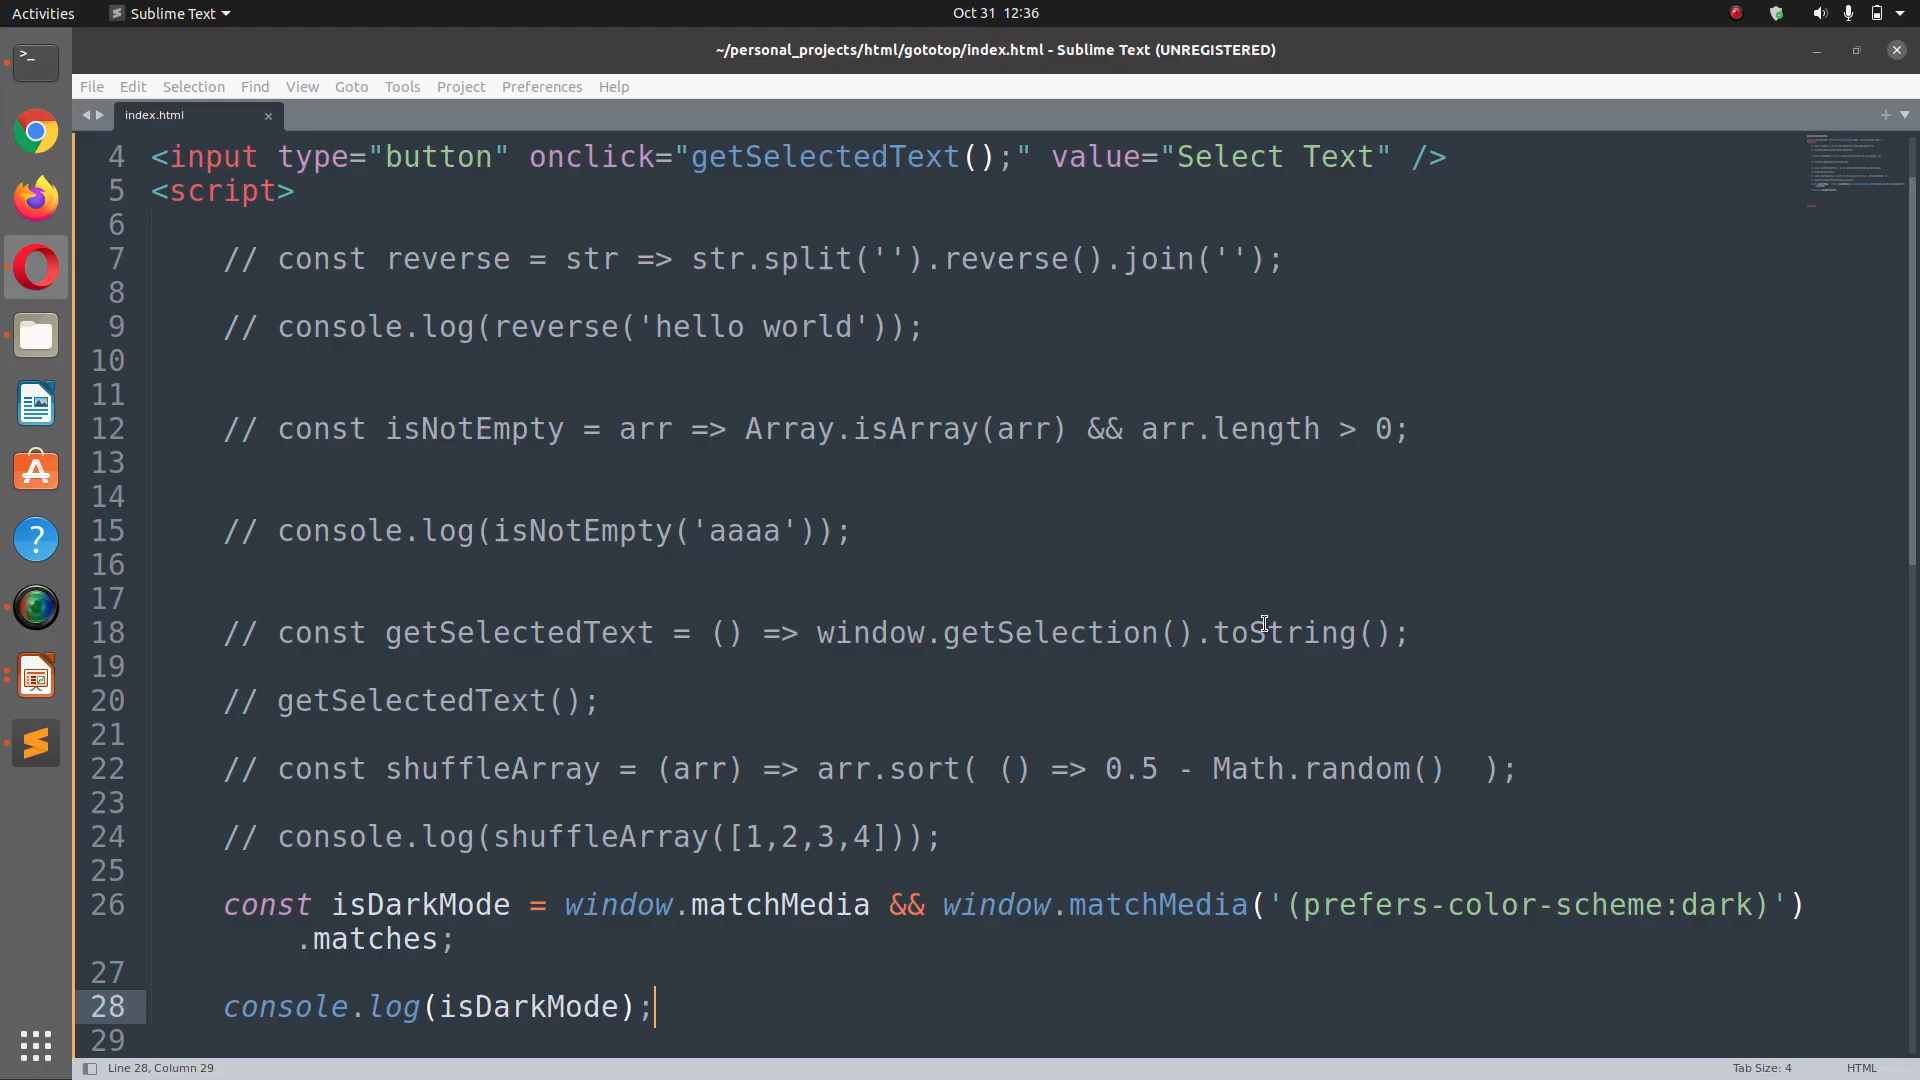 Activities Sublime Text Oct 31 12:36
~/personal_projects/html/gototop/index.html - Sublime Text (UNREGISTERED)
File Edit Selection Find View Goto Tools Project Preferences Help
index.html
4 <input type="button" onclick="getSelectedText();" value="Select Text" />
5 <script>
6
7 // const reverse = str => str.split('').reverse().join('');
8
9 // console.log(reverse('hello world'));
10
11
12 // const isNotEmpty = arr => Array.isArray(arr) && arr.length > 0;
13
14
15 // console.log(isNotEmpty('aaaa'));
16
17
18 // const getSelectedText = () => window.getSelection().toString();
19
20 // getSelectedText();
21
22 // const shuffleArray = (arr) => arr.sort( () => 0.5 - Math.random()  );
23
24 // console.log(shuffleArray([1,2,3,4]));
25
26 const isDarkMode = window.matchMedia && window.matchMedia('(prefers-color-scheme:dark)')
.matches;
27
28 console.log(isDarkMode);
29
Line 28, Column 29 Tab Size: 4 HTML